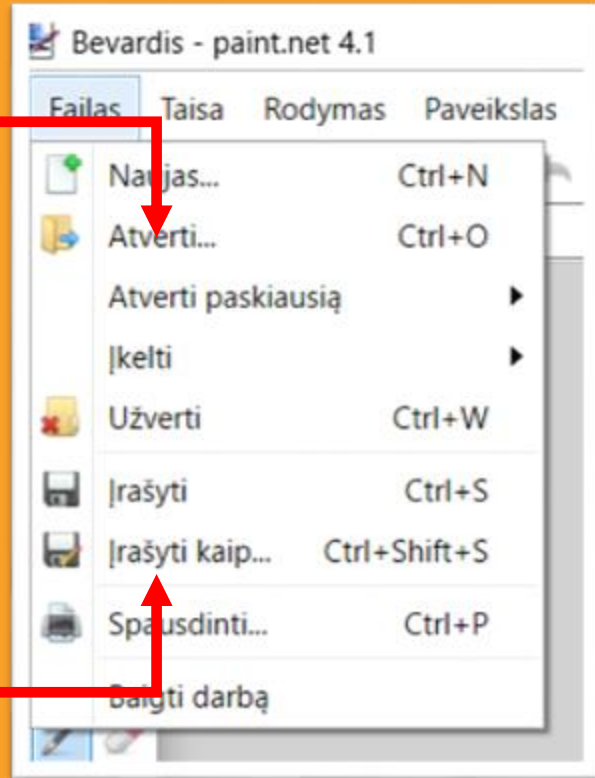 Bevardis - paint.net 4.1
Failas Taisa Rodymas Paveikslas
Naujas... Ctrl+N
Atverti... Ctrl+O
Atverti paskiausią
Įkelti
Užverti Ctrl+W
Įrašyti Ctrl+S
Įrašyti kaip... Ctrl+Shift+S
Spausdinti... Ctrl+P
Baigti darbą